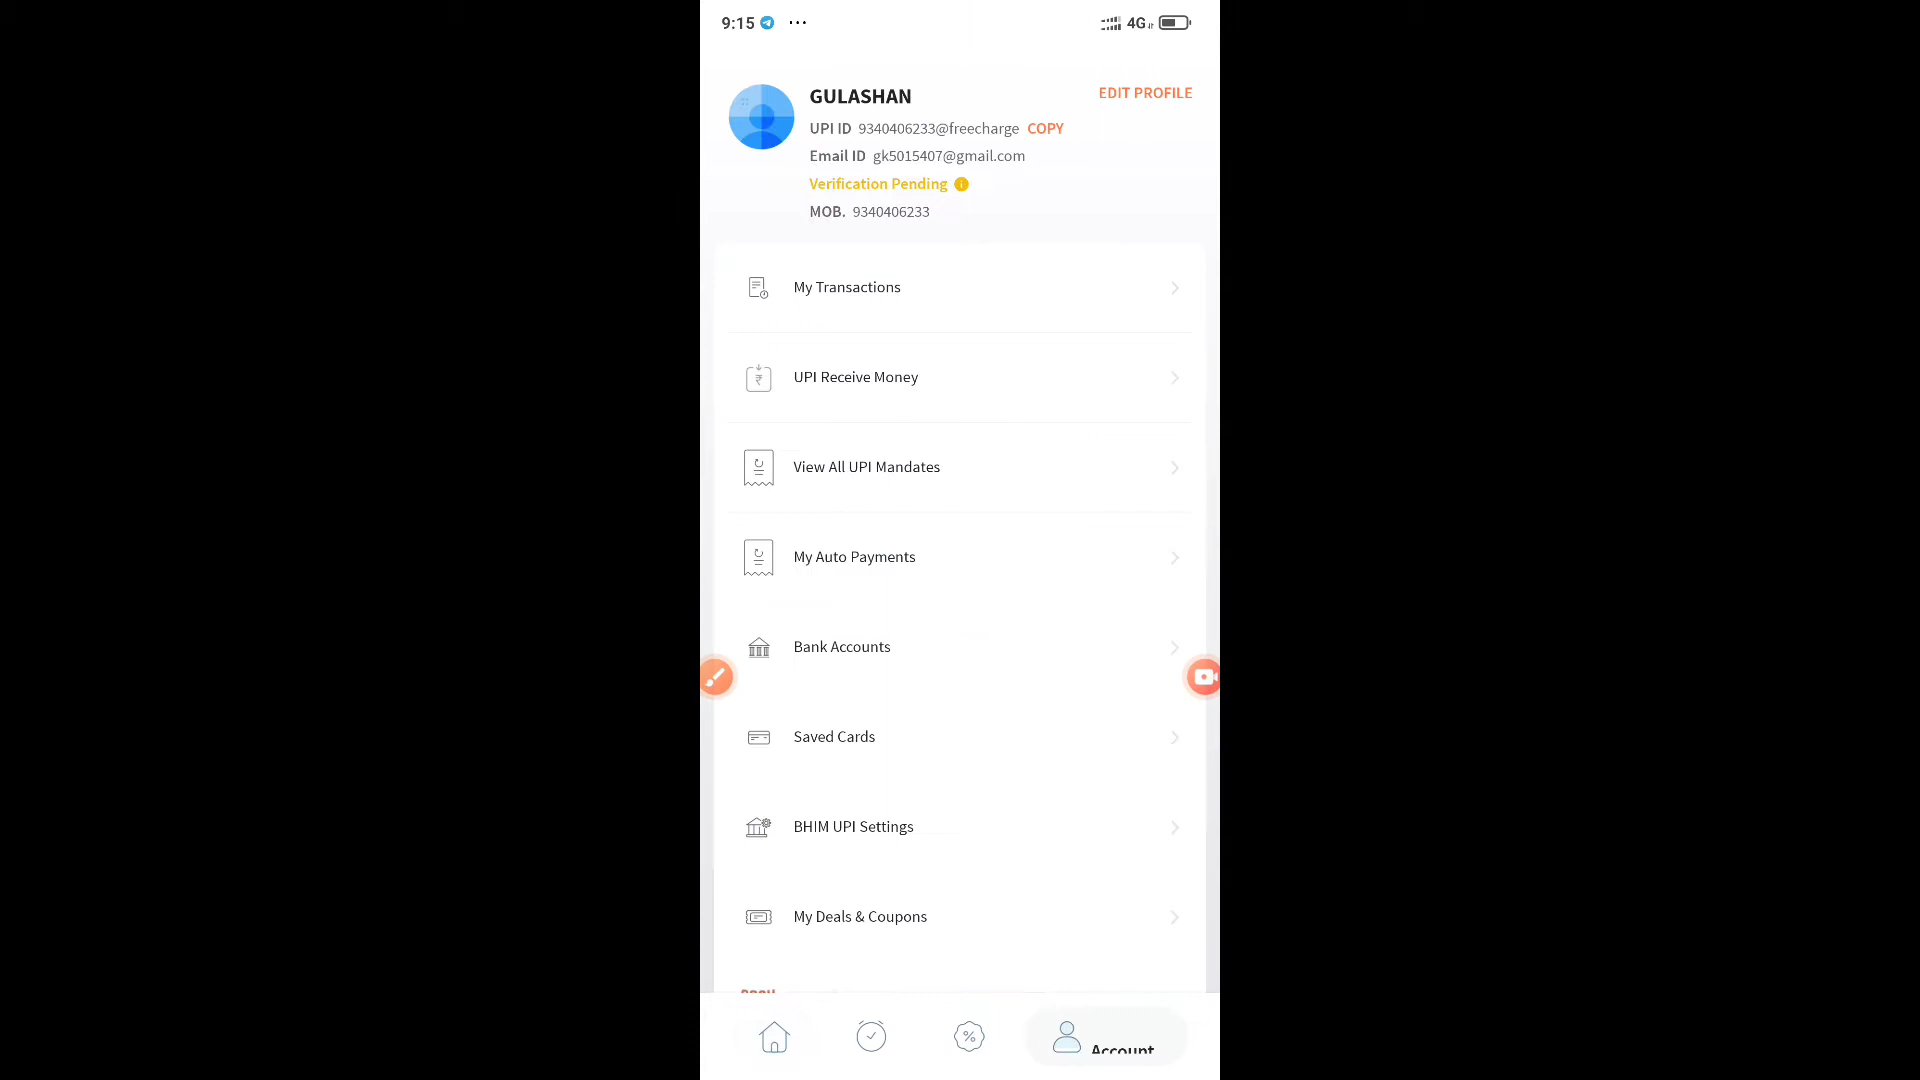 9:15 ... 4G
GULASHAN
EDIT PROFILE
UPI ID 9340406233@freecharge COPY
Email ID gk5015407@gmail.com
Verification Pending
MOB. 9340406233
My Transactions
UPI Receive Money
View All UPI Mandates
My Auto Payments
Bank Accounts
Saved Cards
BHIM UPI Settings
My Deals & Coupons
Account